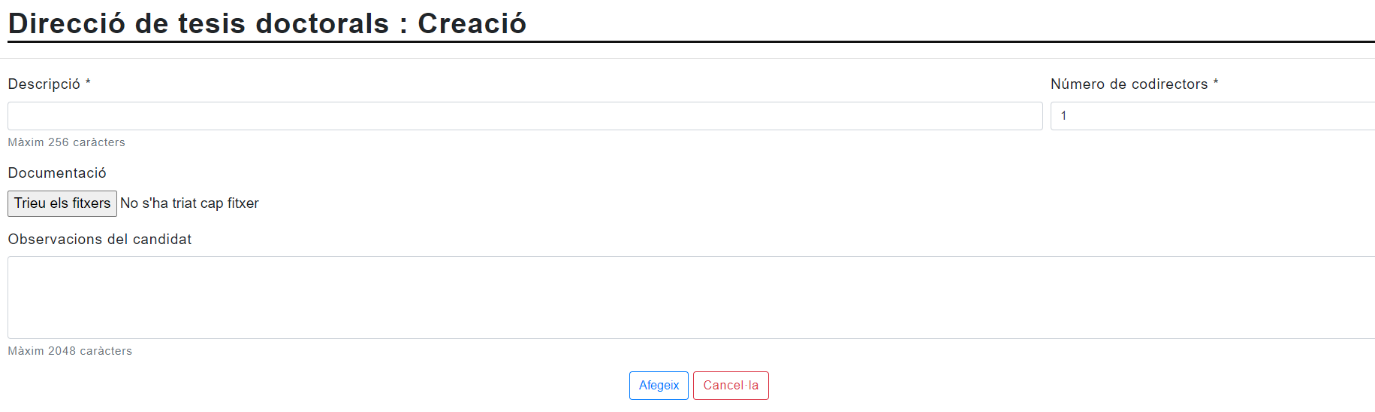 Direcció de tesis doctorals : Creació
Descripció *
Número de codirectors *
1
Màxim 256 caràcters
Documentació
Trieu els fitxers No s'ha triat cap fitxer
Observacions del candidat
Màxim 2048 caràcters
Afegeix Cancel·la